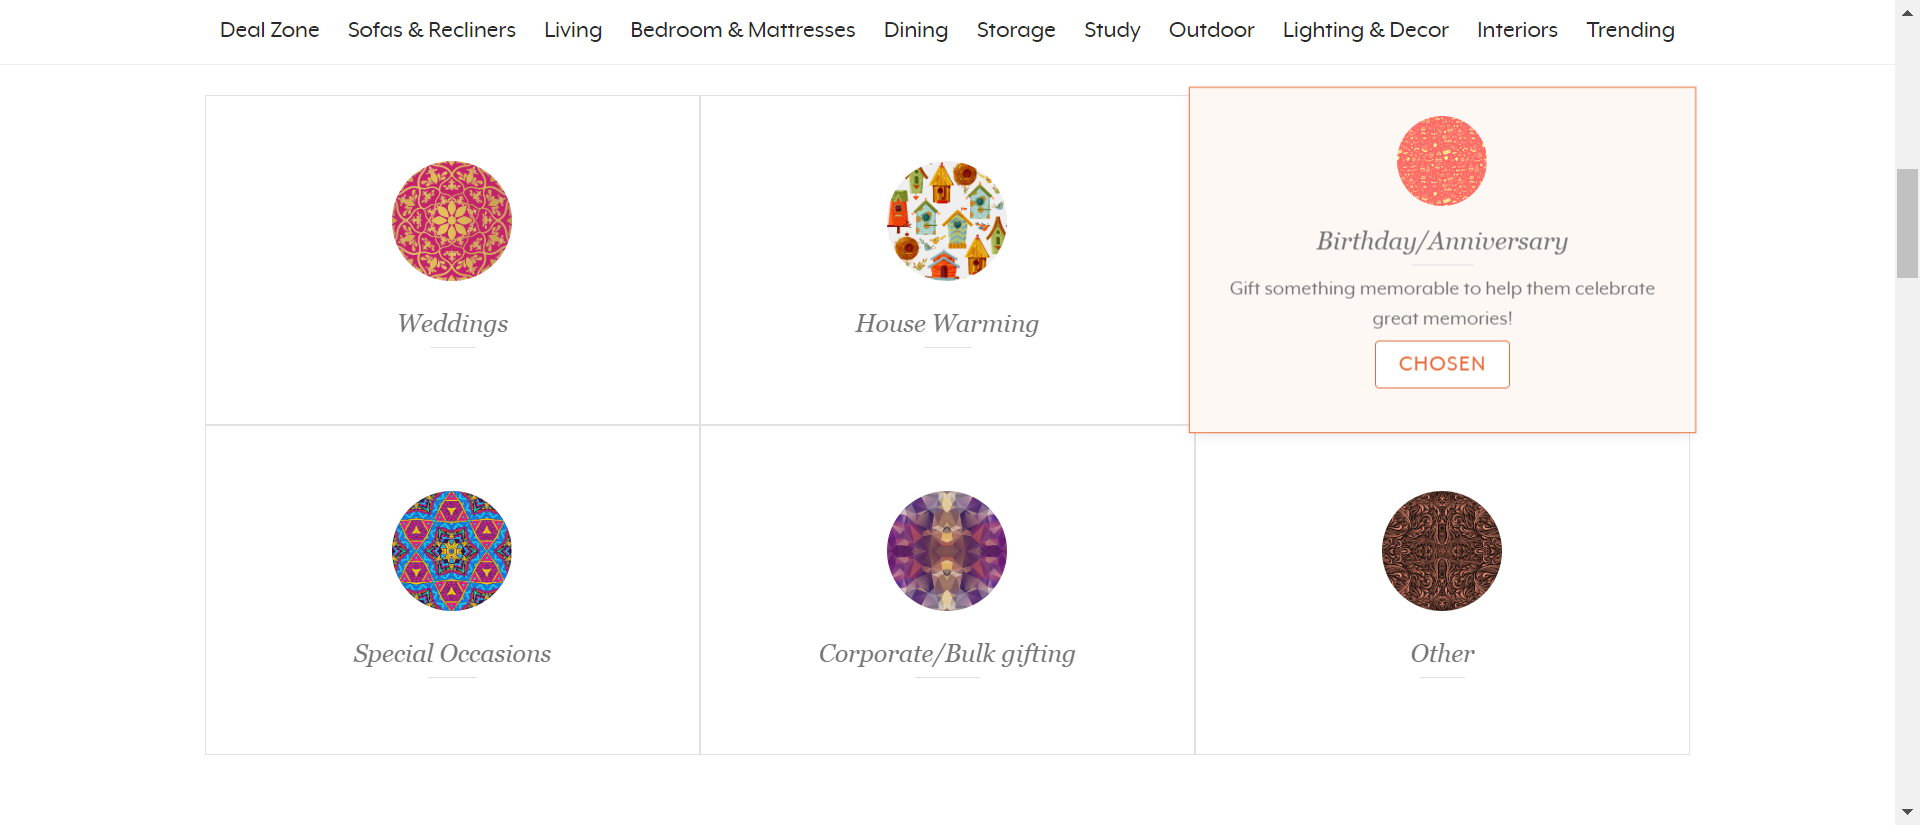 Deal Zone Sofas & Recliners Living Bedroom & Mattresses Dining Storage Study Outdoor Lighting & Decor Interiors Trending
Weddings
House Warming
Birthday/Anniversary
Gift something memorable to help them celebrate
great memories!
CHOSEN
Special Occasions
Corporate/Bulk gifting
Other